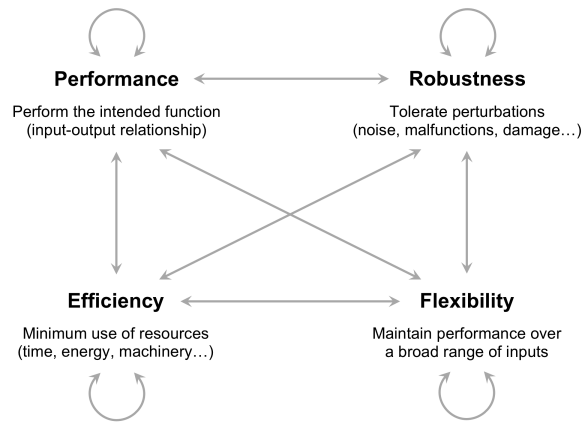 Performance
Perform the intended function
(input-output relationship)
Robustness
Tolerate perturbations
(noise, malfunctions, damage…)
Efficiency
Minimum use of resources
(time, energy, machinery…)
Flexibility
Maintain performance over
a broad range of inputs